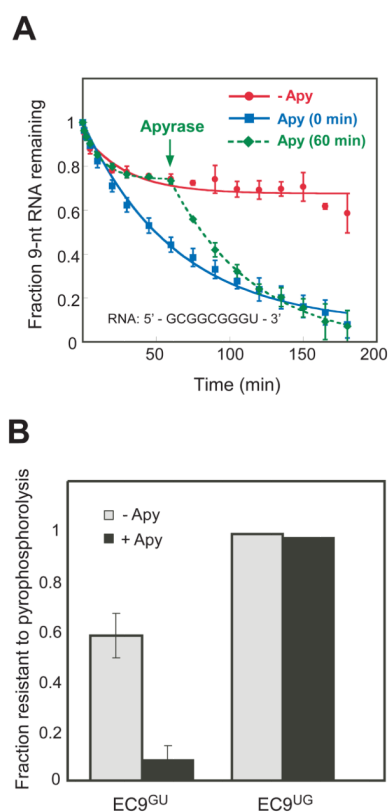 A
Fraction 9-nt RNA remaining
1
0.8
0.6
0.4
0.2
0
- Apy
Apy (0 min)
Apy (60 min)
Apyrase
RNA: 5' - GCGGCGGGU - 3'
50
100
150
200
Time (min)
B
Fraction resistant to pyrophosphorolysis
1
0.8
0.6
0.4
0.2
0
- Apy
+ Apy
EC9ᴳᵁ
EC9ᵁᴳ